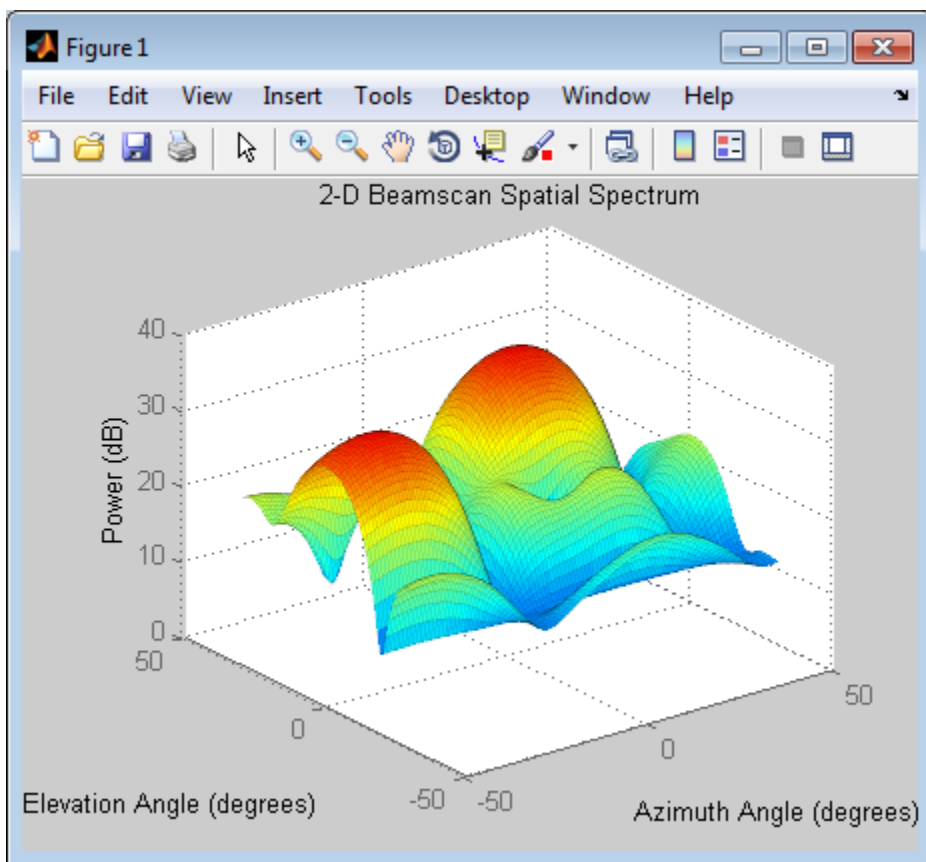 Figure 1
File Edit View Insert Tools Desktop Window Help
2-D Beamscan Spatial Spectrum
40
30
20
10
0
Power (dB)
50
0
-50
Elevation Angle (degrees)
-50
0
50
Azimuth Angle (degrees)